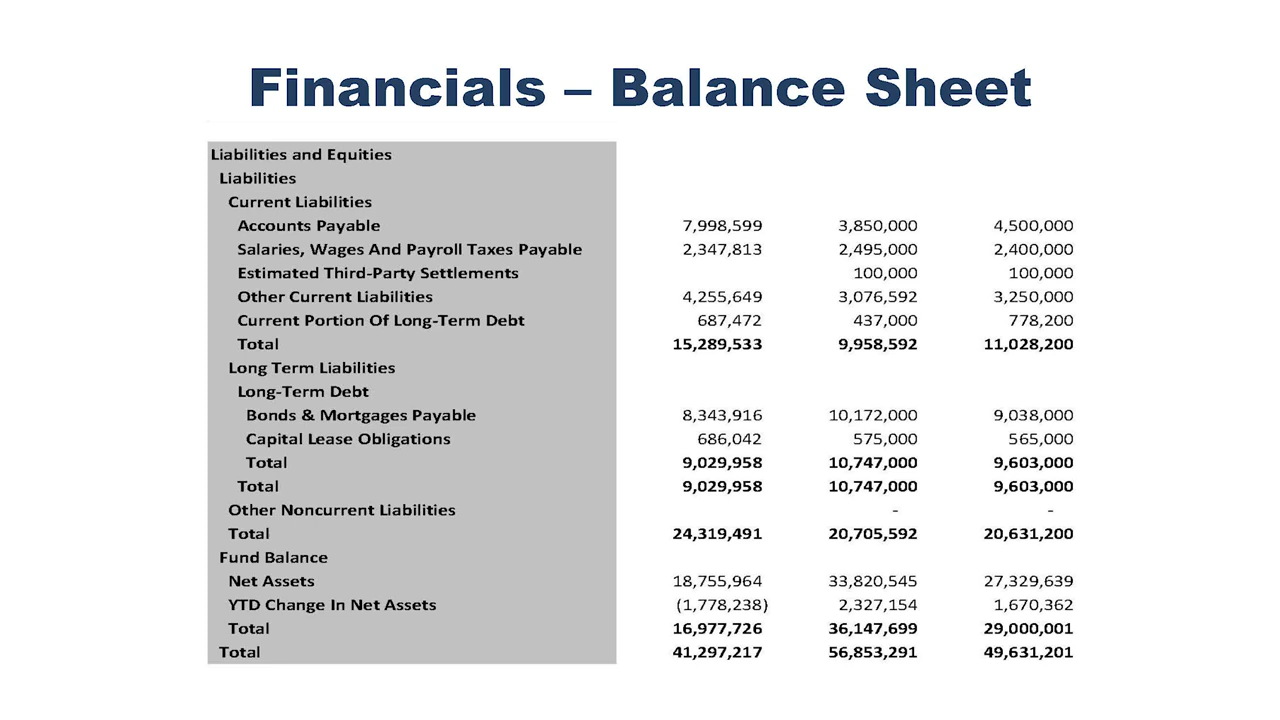 Financials – Balance Sheet
Liabilities and Equities
Liabilities
Current Liabilities
Accounts Payable 7,998,599 3,850,000 4,500,000
Salaries, Wages And Payroll Taxes Payable 2,347,813 2,495,000 2,400,000
Estimated Third-Party Settlements 100,000 100,000
Other Current Liabilities 4,255,649 3,076,592 3,250,000
Current Portion Of Long-Term Debt 687,472 437,000 778,200
Total 15,289,533 9,958,592 11,028,200
Long Term Liabilities
Long-Term Debt
Bonds & Mortgages Payable 8,343,916 10,172,000 9,038,000
Capital Lease Obligations 686,042 575,000 565,000
Total 9,029,958 10,747,000 9,603,000
Total 9,029,958 10,747,000 9,603,000
Other Noncurrent Liabilities - -
Total 24,319,491 20,705,592 20,631,200
Fund Balance
Net Assets 18,755,964 33,820,545 27,329,639
YTD Change In Net Assets (1,778,238) 2,327,154 1,670,362
Total 16,977,726 36,147,699 29,000,001
Total 41,297,217 56,853,291 49,631,201